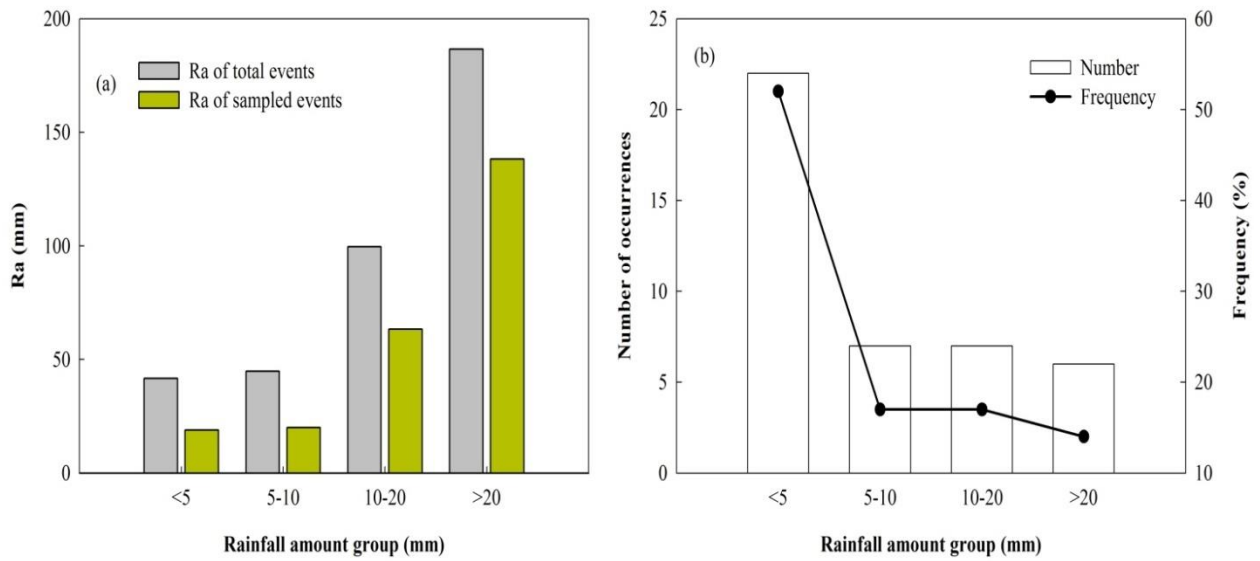 (a)
Ra of total events
Ra of sampled events
200
150
100
50
0
Ra (mm)
<5
5-10
10-20
>20
Rainfall amount group (mm)
(b)
Number
Frequency
25
20
15
10
5
0
Number of occurrences
60
50
40
30
20
10
Frequency (%)
<5
5-10
10-20
>20
Rainfall amount group (mm)